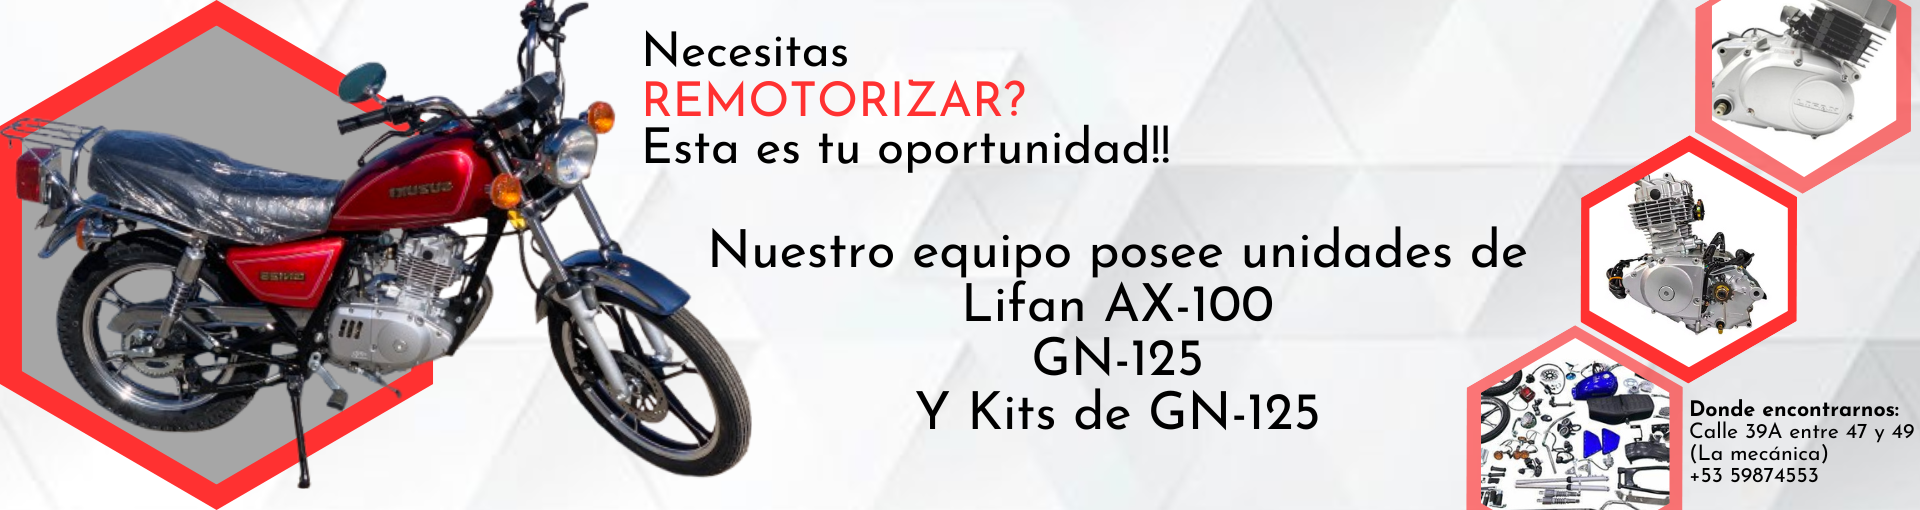 Necesitas
REMOTORIZAR?
Esta es tu oportunidad!!
Nuestro equipo posee unidades de
Lifan AX-100
GN-125
Y Kits de GN-125
LIFAN
Donde encontrarnos:
Calle 39A entre 47 y 49
(La mecánica)
+53 59874553